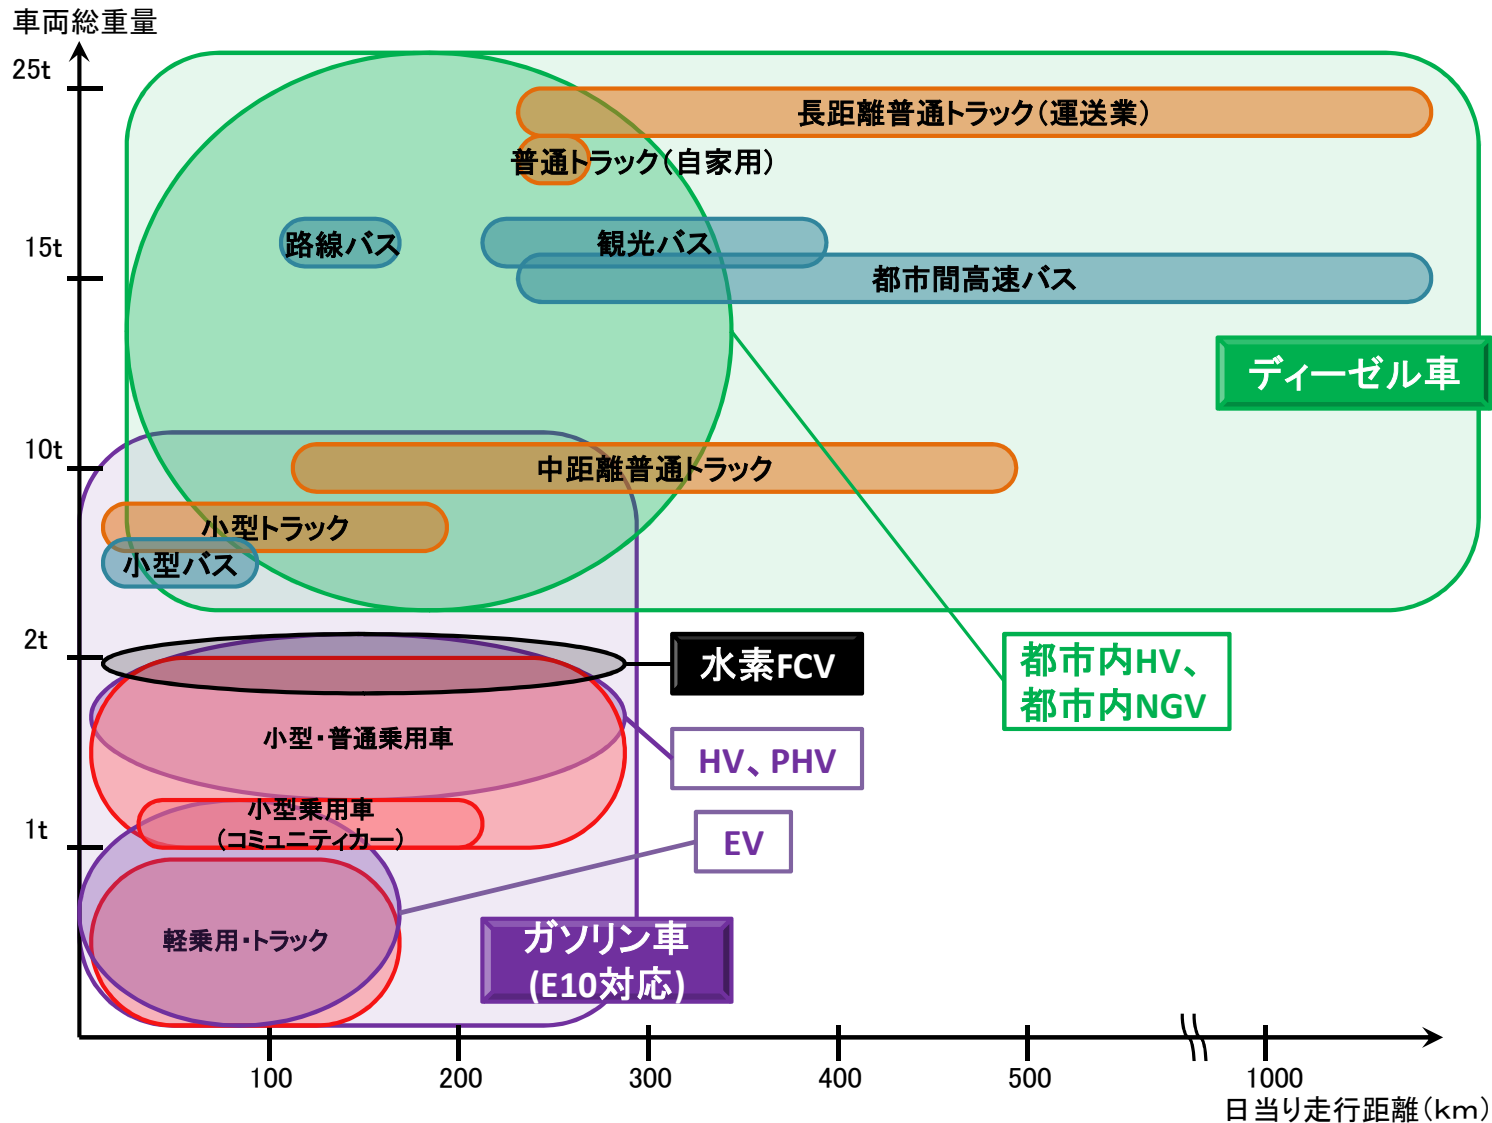 車両総重量
25t
長距離普通トラック（運送業）
普通トラック（自家用）
15t
路線バス
観光バス
都市間高速バス
ディーゼル車
10t
中距離普通トラック
小型トラック
小型バス
2t
水素FCV
都市内HV、
都市内NGV
小型・普通乗用車
HV、PHV
小型乗用車
（コミュニティカー）
1t
EV
軽乗用・トラック
ガソリン車
(E10対応)
100
200
300
400
500
1000
日当り走行距離（km）